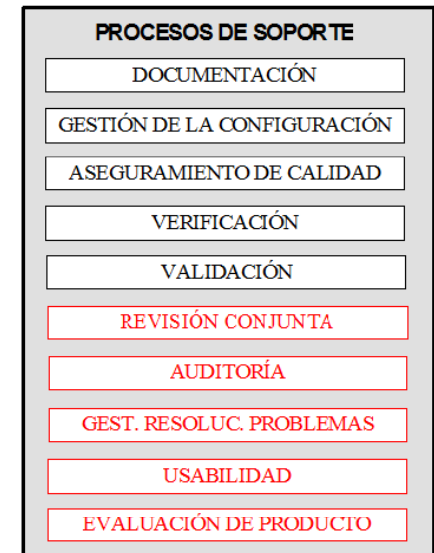 PROCESOS DE SOPORTE
DOCUMENTACIÓN
GESTIÓN DE LA CONFIGURACIÓN
ASEGURAMIENTO DE CALIDAD
VERIFICACIÓN
VALIDACIÓN
REVISIÓN CONJUNTA
AUDITORÍA
GEST. RESOLUC. PROBLEMAS
USABILIDAD
EVALUACIÓN DE PRODUCTO